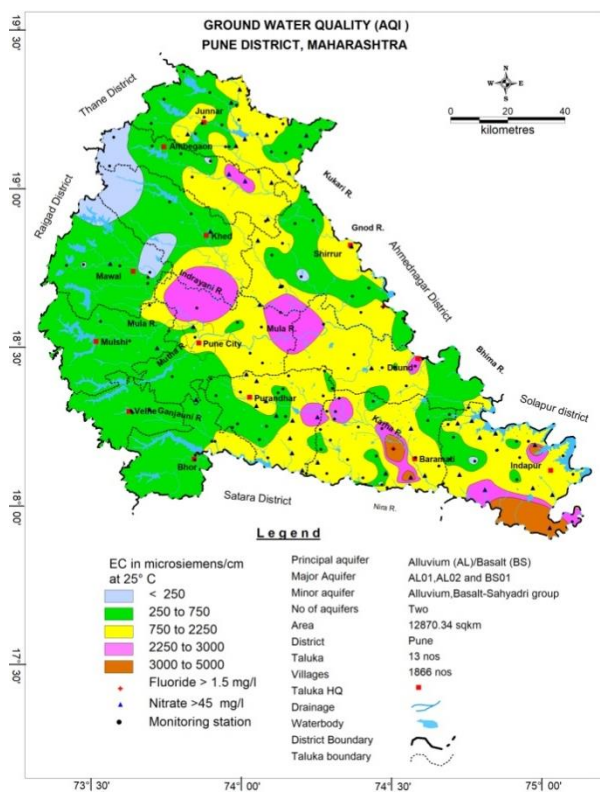 GROUND WATER QUALITY (AQI )
PUNE DISTRICT, MAHARASHTRA
19° 30'
19° 00'
18° 30'
18° 00'
17° 30'
N
W E
S
0 20 40
kilometres
Thane District
Raigad District
Junnar
Ambegaon
Kukari R.
Gnod R.
Ahmednagar District
Khed
Shirrur
Mawal
Indrayani R.
Mula R.
Mula R.
Mulshi
Mutha R.
Pune City
Daund
Bhima R.
Solapur district
Velhe
Ganjauni R
Purandhar
Karha R.
Bhor
Baramati
Indapur
Satara District
Nira R.
Legend
EC in microsiemens/cm
at 25° C
< 250
250 to 750
750 to 2250
2250 to 3000
3000 to 5000
Fluoride > 1.5 mg/l
Nitrate >45 mg/l
Monitoring station
Principal aquifer Alluvium (AL)/Basalt (BS)
Major Aquifer AL01,AL02 and BS01
Minor aquifer Alluvium,Basalt-Sahyadri group
No of aquifers Two
Area 12870.34 sqkm
District Pune
Taluka 13 nos
Villages 1866 nos
Taluka HQ
Drainage
Waterbody
District Boundary
Taluka boundary
73° 30' 74° 00' 74° 30' 75° 00'